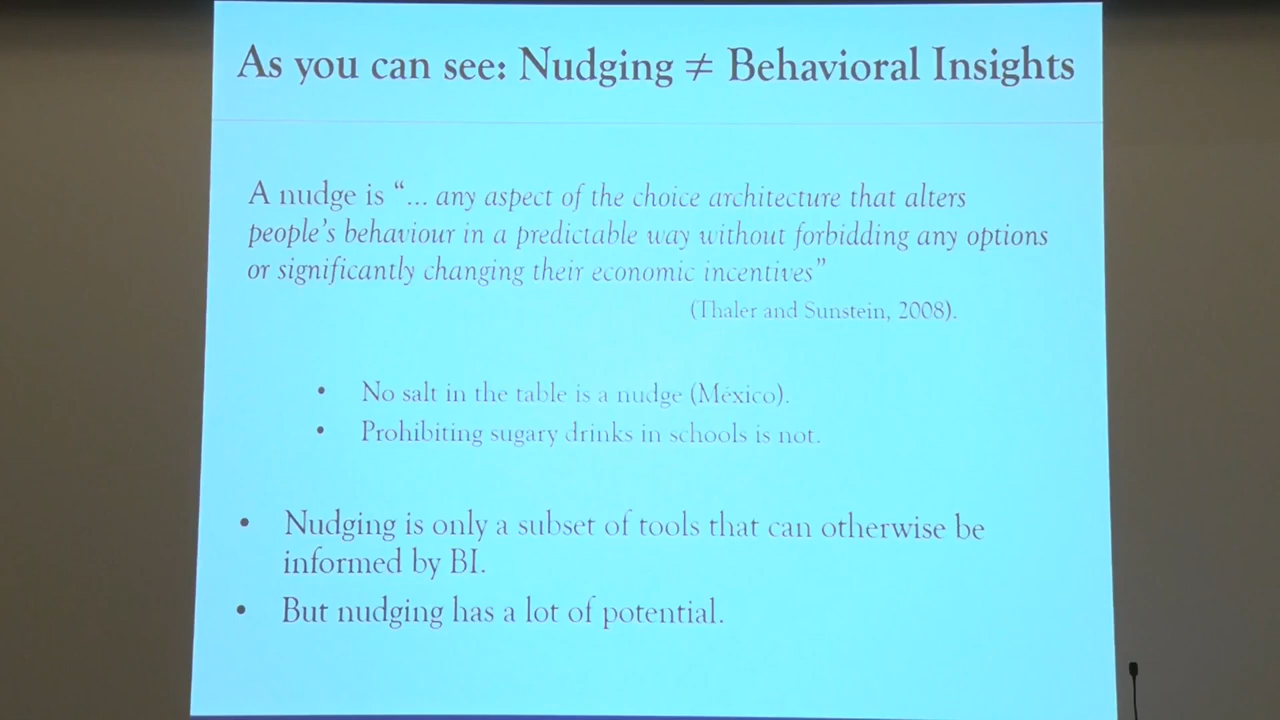 As you can see: Nudging ≠ Behavioral Insights
A nudge is “... any aspect of the choice architecture that alters
people’s behaviour in a predictable way without forbidding any options
or significantly changing their economic incentives”
(Thaler and Sunstein, 2008).
• No salt in the table is a nudge (México).
• Prohibiting sugary drinks in schools is not.
• Nudging is only a subset of tools that can otherwise be
informed by BI.
• But nudging has a lot of potential.